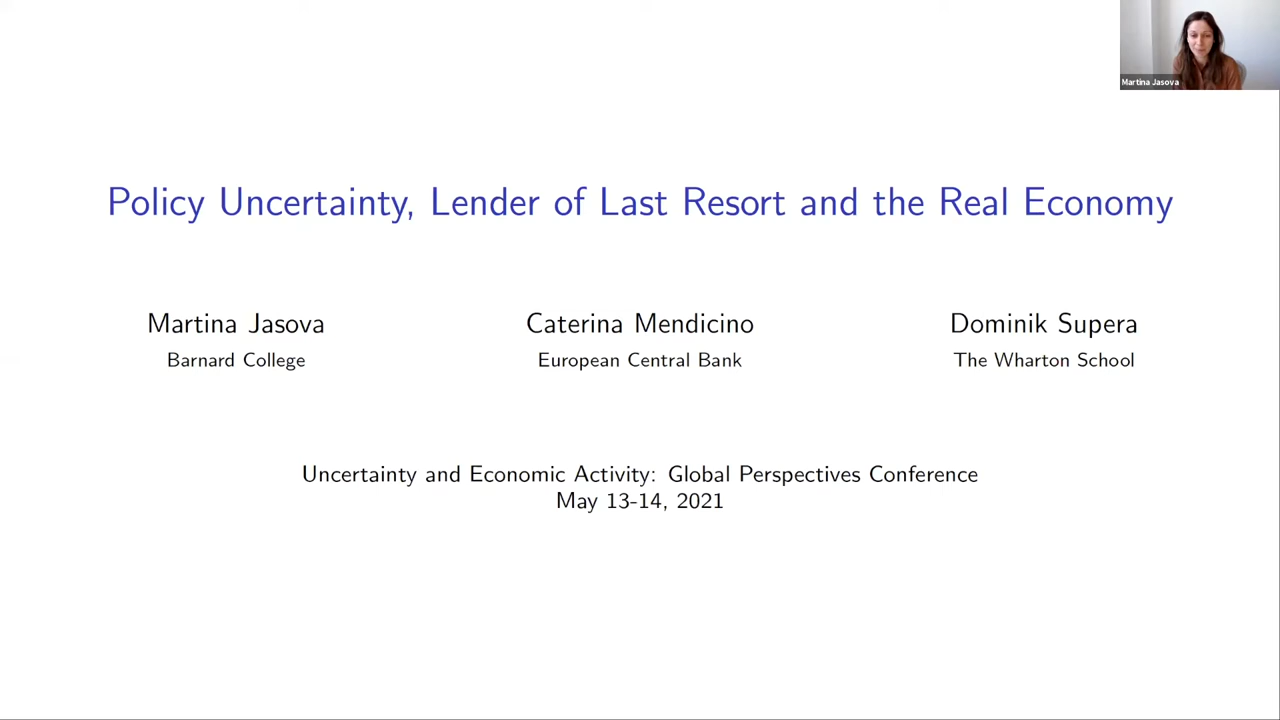 Martina Jasova
Policy Uncertainty, Lender of Last Resort and the Real Economy
Martina Jasova
Barnard College
Caterina Mendicino
European Central Bank
Dominik Supera
The Wharton School
Uncertainty and Economic Activity: Global Perspectives Conference
May 13-14, 2021